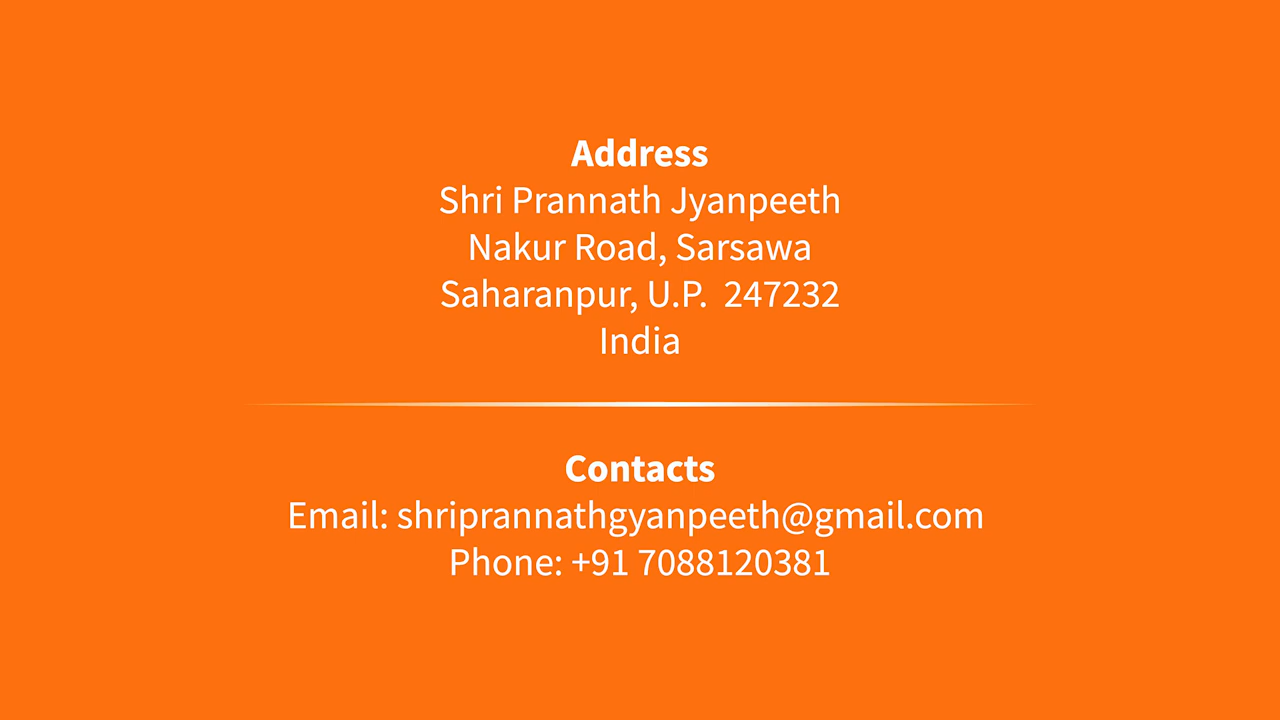 Address
Shri Prannath Jyanpeeth
Nakur Road, Sarsawa
Saharanpur, U.P.  247232
India
Contacts
Email: shriprannathgyanpeeth@gmail.com
Phone: +91 7088120381